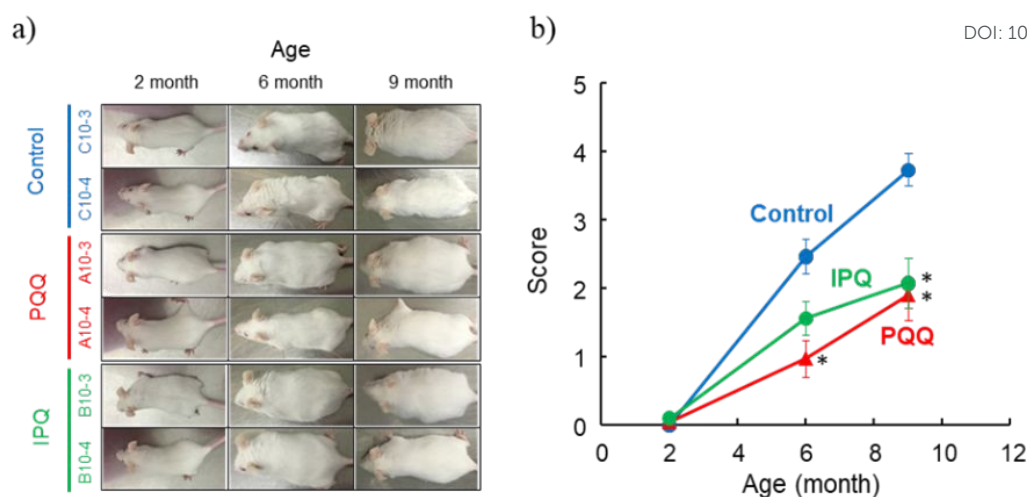 a)
Age
2 month 6 month 9 month
Control
C10-3
C10-4
PQQ
A10-3
A10-4
IPQ
B10-3
B10-4
b)
DOI: 10
Score
5
4
3
2
1
0
Control
IPQ
*
*
PQQ
*
0 2 4 6 8 10 12
Age (month)